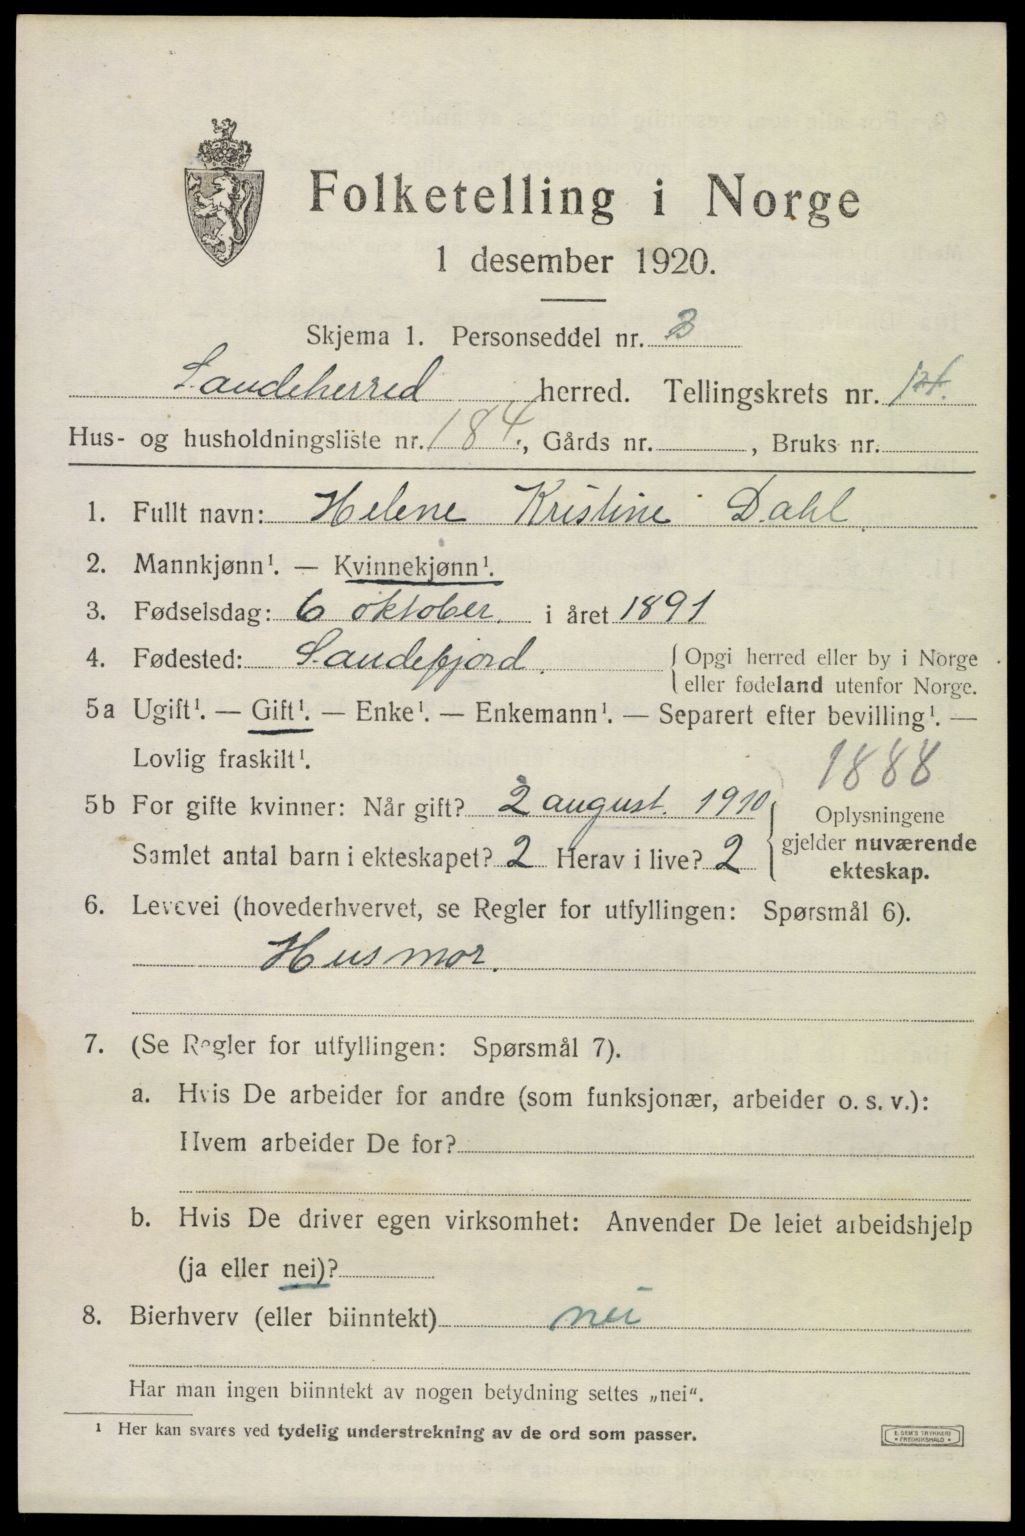 Folketelling i Norge
1 desember 1920.
Skjema 1. Personseddel nr. 3
Sandeherred herred. Tellingskrets nr. 14.
Hus- og husholdningsliste nr. 184., Gårds nr. , Bruks nr.
1. Fullt navn: Helene Kristine Dahl.
2. Mannkjønn¹. — Kvinnekjønn¹.
3. Fødselsdag: 6 oktober. i året 1891
4. Fødested: Sandefjord. { Opgi herred eller by i Norge
eller fødeland utenfor Norge.
5a Ugift¹. — Gift¹. — Enke¹. — Enkemann¹. — Separert efter bevilling¹. —
Lovlig fraskilt¹.
1888
5b For gifte kvinner: Når gift? 2 august. 1910
Samlet antal barn i ekteskapet? 2 Herav i live? 2
} Oplysningene
gjelder nuværende
ekteskap.
6. Levevei (hovederhvervet, se Regler for utfyllingen: Spørsmål 6).
Husmor.
7. (Se Regler for utfyllingen: Spørsmål 7).
a. Hvis De arbeider for andre (som funksjonær, arbeider o. s. v.):
Hvem arbeider De for?
b. Hvis De driver egen virksomhet: Anvender De leiet arbeidshjelp
(ja eller nei)?
8. Bierhverv (eller biinntekt) nei
Har man ingen biinntekt av nogen betydning settes „nei“.
¹ Her kan svares ved tydelig understrekning av de ord som passer.
E. SEM'S TRYKKERI
* FREDRIKSHALD *